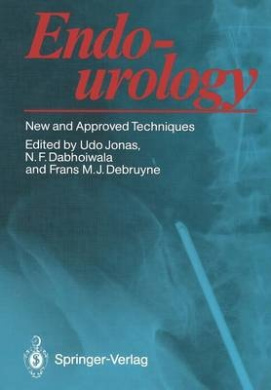 Endo-
urology
New and Approved Techniques
Edited by Udo Jonas,
N. F. Dabhoiwala
and Frans M. J. Debruyne
Springer-Verlag